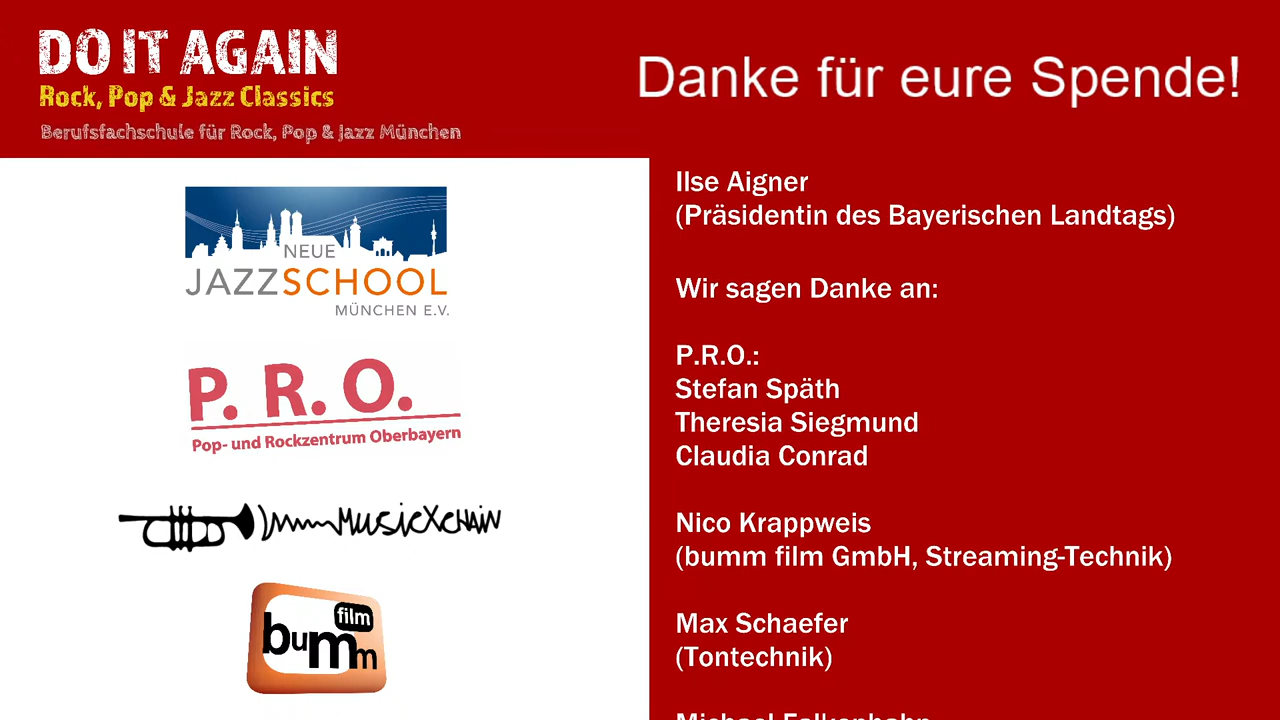 DO IT AGAIN
Rock, Pop & Jazz Classics
Berufsfachschule für Rock, Pop & Jazz München
Danke für eure Spende!
NEUE
JAZZSCHOOL
MÜNCHEN E.V.
P. R. O.
Pop- und Rockzentrum Oberbayern
MusicXchain
film
bumm
Ilse Aigner
(Präsidentin des Bayerischen Landtags)
Wir sagen Danke an:
P.R.O.:
Stefan Späth
Theresia Siegmund
Claudia Conrad
Nico Krappweis
(bumm film GmbH, Streaming-Technik)
Max Schaefer
(Tontechnik)